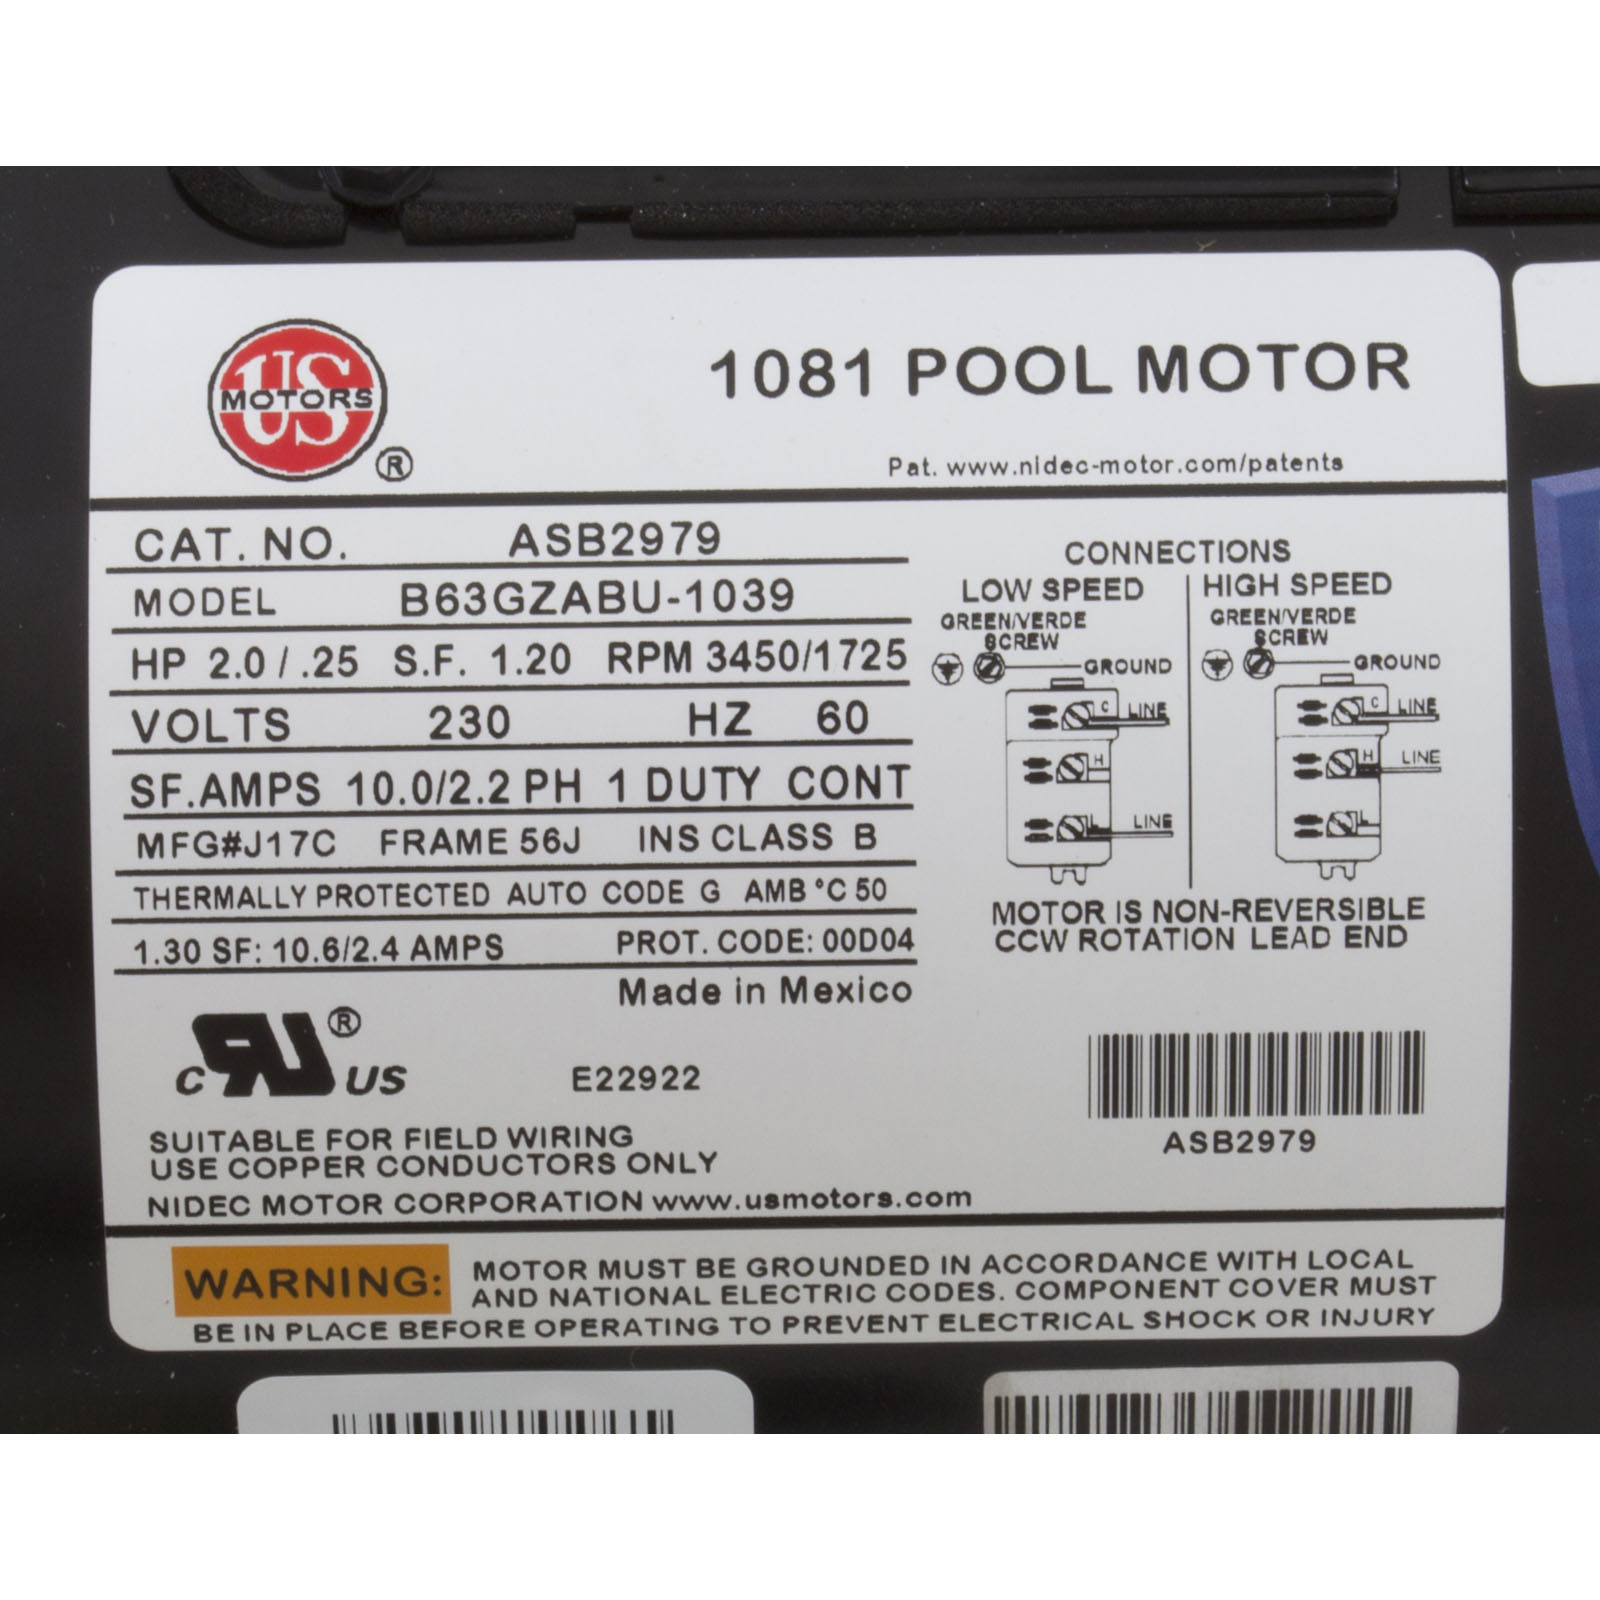 US
MOTORS
®
1081 POOL MOTOR
Pat. www.nidec-motor.com/patents
CAT. NO. ASB2979
MODEL B63GZABU-1039
HP 2.0 / .25 S.F. 1.20 RPM 3450/1725
VOLTS 230 HZ 60
SF.AMPS 10.0/2.2 PH 1 DUTY CONT
MFG#J17C FRAME 56J INS CLASS B
THERMALLY PROTECTED AUTO CODE G AMB °C 50
1.30 SF: 10.6/2.4 AMPS PROT. CODE: 00D04
Made in Mexico
CONNECTIONS
LOW SPEED
GREEN/VERDE
SCREW
GROUND
C LINE
H
L LINE
HIGH SPEED
GREEN/VERDE
SCREW
GROUND
C LINE
H LINE
L
MOTOR IS NON-REVERSIBLE
CCW ROTATION LEAD END
c RU ® US
E22922
ASB2979
SUITABLE FOR FIELD WIRING
USE COPPER CONDUCTORS ONLY
NIDEC MOTOR CORPORATION www.usmotors.com
WARNING: MOTOR MUST BE GROUNDED IN ACCORDANCE WITH LOCAL
AND NATIONAL ELECTRIC CODES. COMPONENT COVER MUST
BE IN PLACE BEFORE OPERATING TO PREVENT ELECTRICAL SHOCK OR INJURY